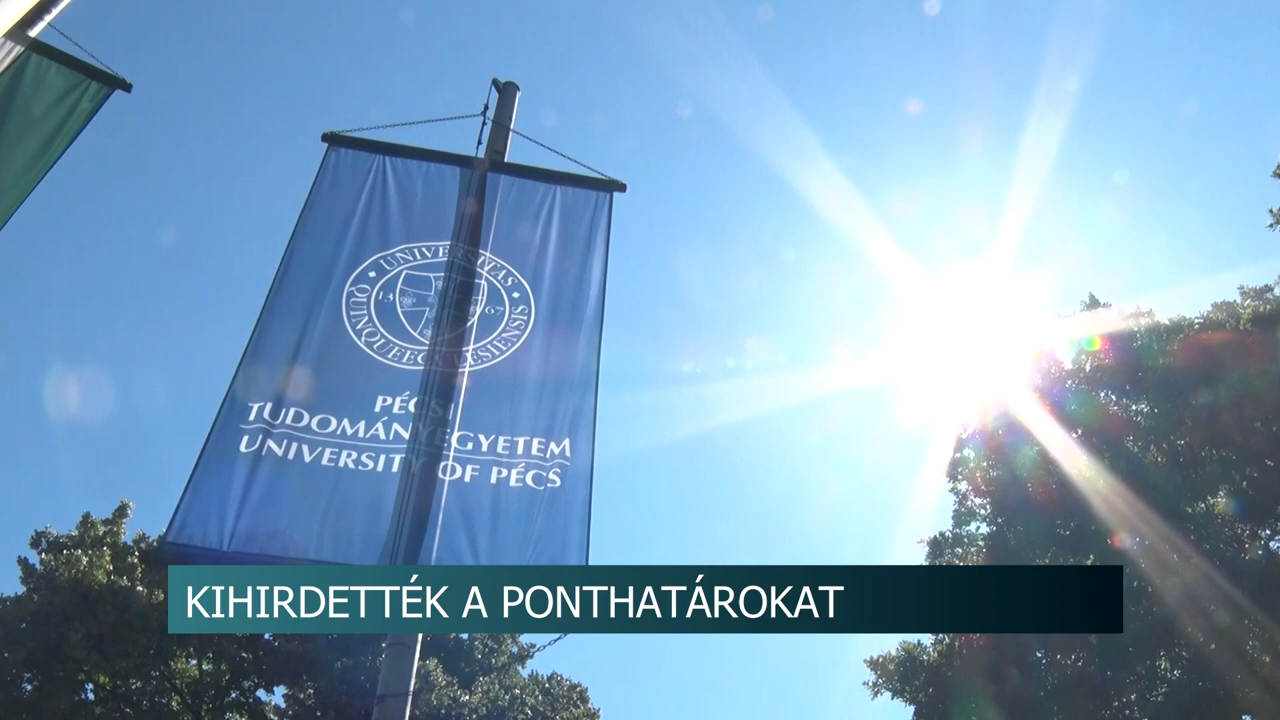 UNIVERSITAS
QUINQUEECCLESIENSIS
13 67
PÉCSI
TUDOMÁNYEGYETEM
UNIVERSITY OF PÉCS
KIHIRDETTÉK A PONTHATÁROKAT